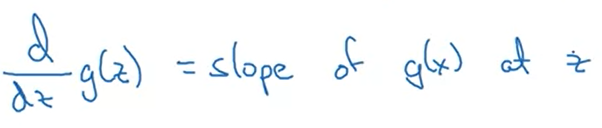 d/dz g(z) = slope of g(x) at z